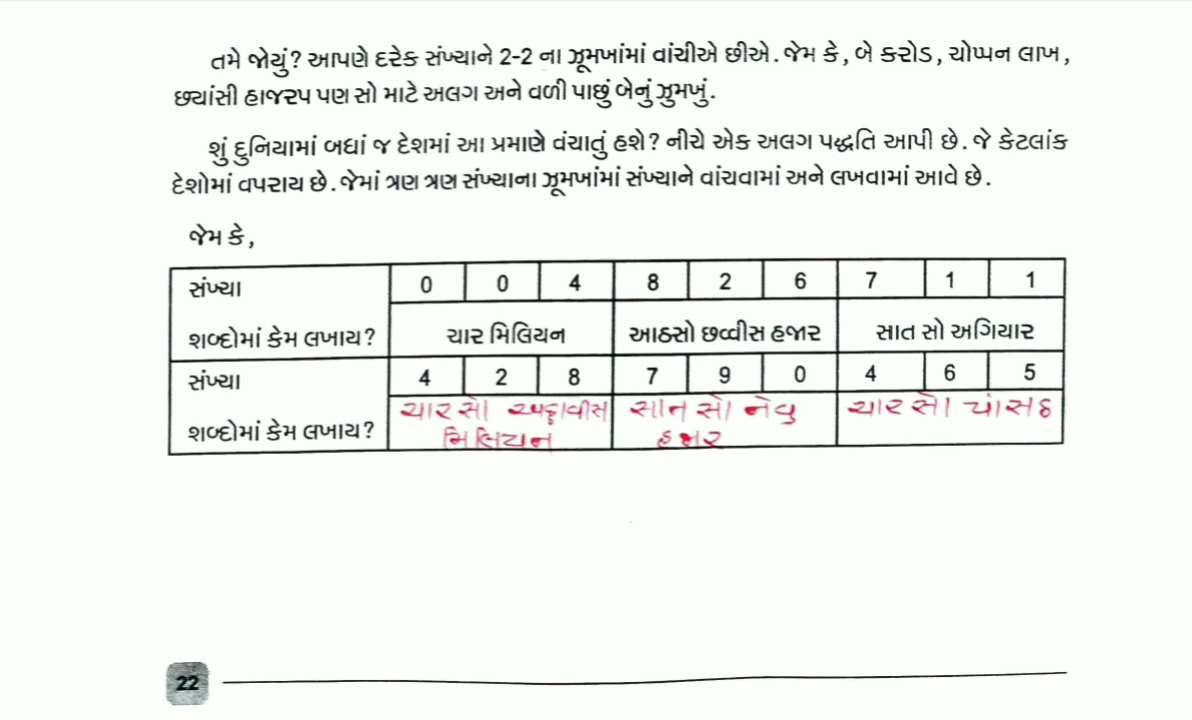 તમે જોયું? આપણે દરેક સંખ્યાને 2-2 ના ઝૂમખાંમાં વાંચીએ છીએ. જેમ કે, બે કરોડ, ચોપ્પન લાખ,
છ્યાંસી હાજરપ પણ સો માટે અલગ અને વળી પાછું બેનું ઝુમખું.
શું દુનિયામાં બધાં જ દેશમાં આ પ્રમાણે વંચાતું હશે? નીચે એક અલગ પદ્ધતિ આપી છે. જે કેટલાંક
દેશોમાં વપરાય છે. જેમાં ત્રણ ત્રણ સંખ્યાના ઝૂમખાંમાં સંખ્યાને વાંચવામાં અને લખવામાં આવે છે.
જેમ કે,
સંખ્યા 0 0 4 8 2 6 7 1 1
શબ્દોમાં કેમ લખાય? ચાર મિલિયન આઠસો છવ્વીસ હજાર સાત સો અગિયાર
સંખ્યા 4 2 8 7 9 0 4 6 5
ચારસો અઠ્ઠાવીસ સાતસો નેવુ ચારસો પાંસઠ
શબ્દોમાં કેમ લખાય? મિલિયન હજાર
22